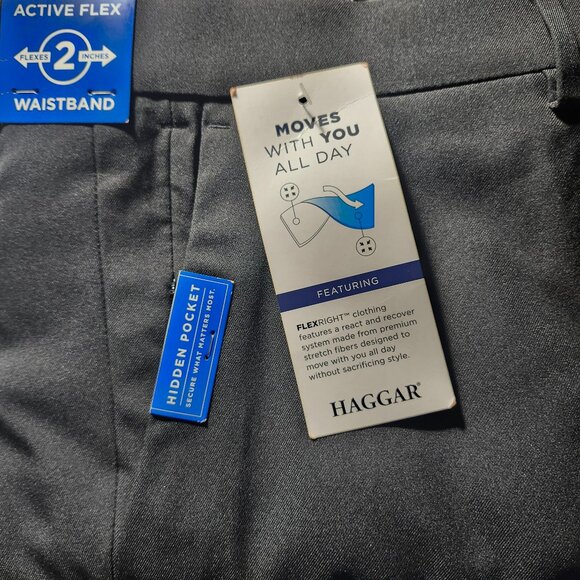 ACTIVE FLEX
FLEXES 2 INCHES
WAISTBAND
MOVES
WITH YOU
ALL DAY
FEATURING
FLEXRIGHT™ clothing
features a react and recover
system made from premium
stretch fibers designed to
move with you all day
without sacrificing style.
HAGGAR®
HIDDEN POCKET
SECURE WHAT MATTERS MOST.